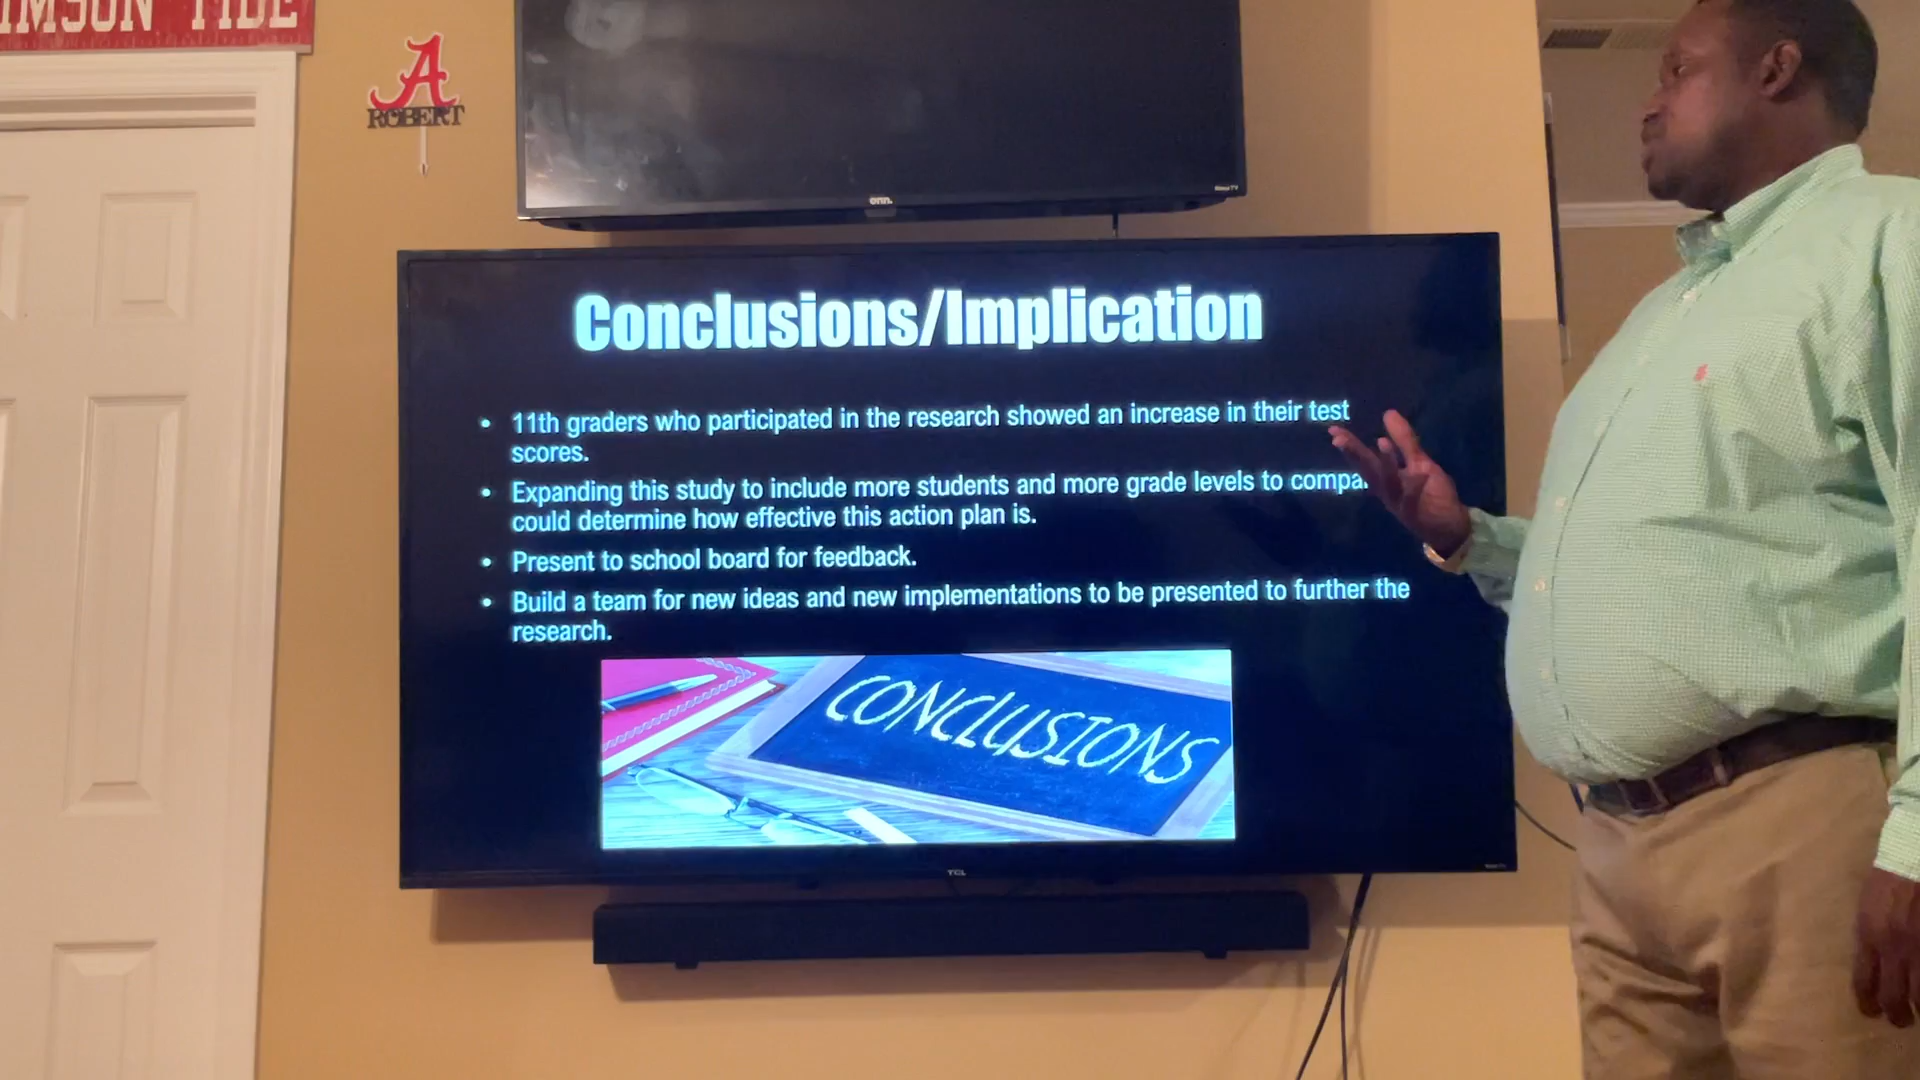 CRIMSON TIDE
A
ROBERT
onn.
Roku TV
Conclusions/Implication
• 11th graders who participated in the research showed an increase in their test
scores.
• Expanding this study to include more students and more grade levels to
could determine how effective this action plan is.
• Present to school board for feedback.
• Build a team for new ideas and new implementations to be presented to further the
research.
CONCLUSIONS
TCL